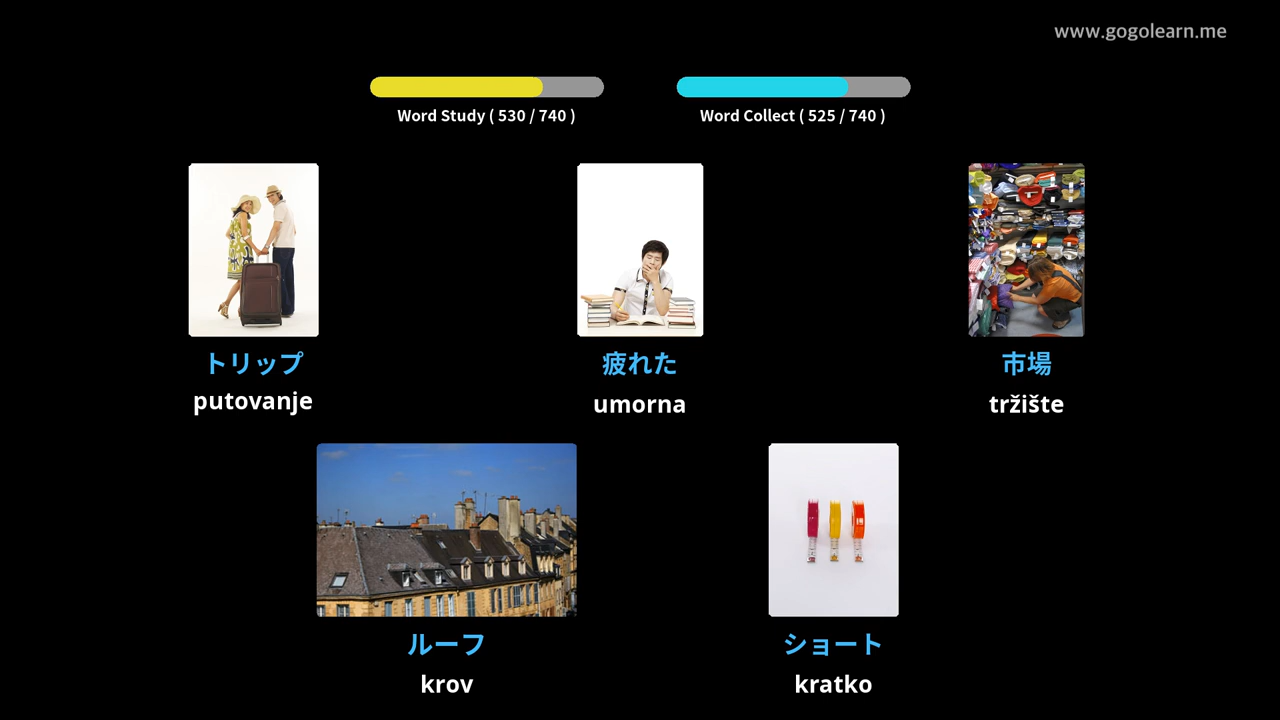 www.gogolearn.me
Word Study ( 530 / 740 )
Word Collect ( 525 / 740 )
トリップ
putovanje
疲れた
umorna
市場
tržište
ルーフ
krov
ショート
kratko